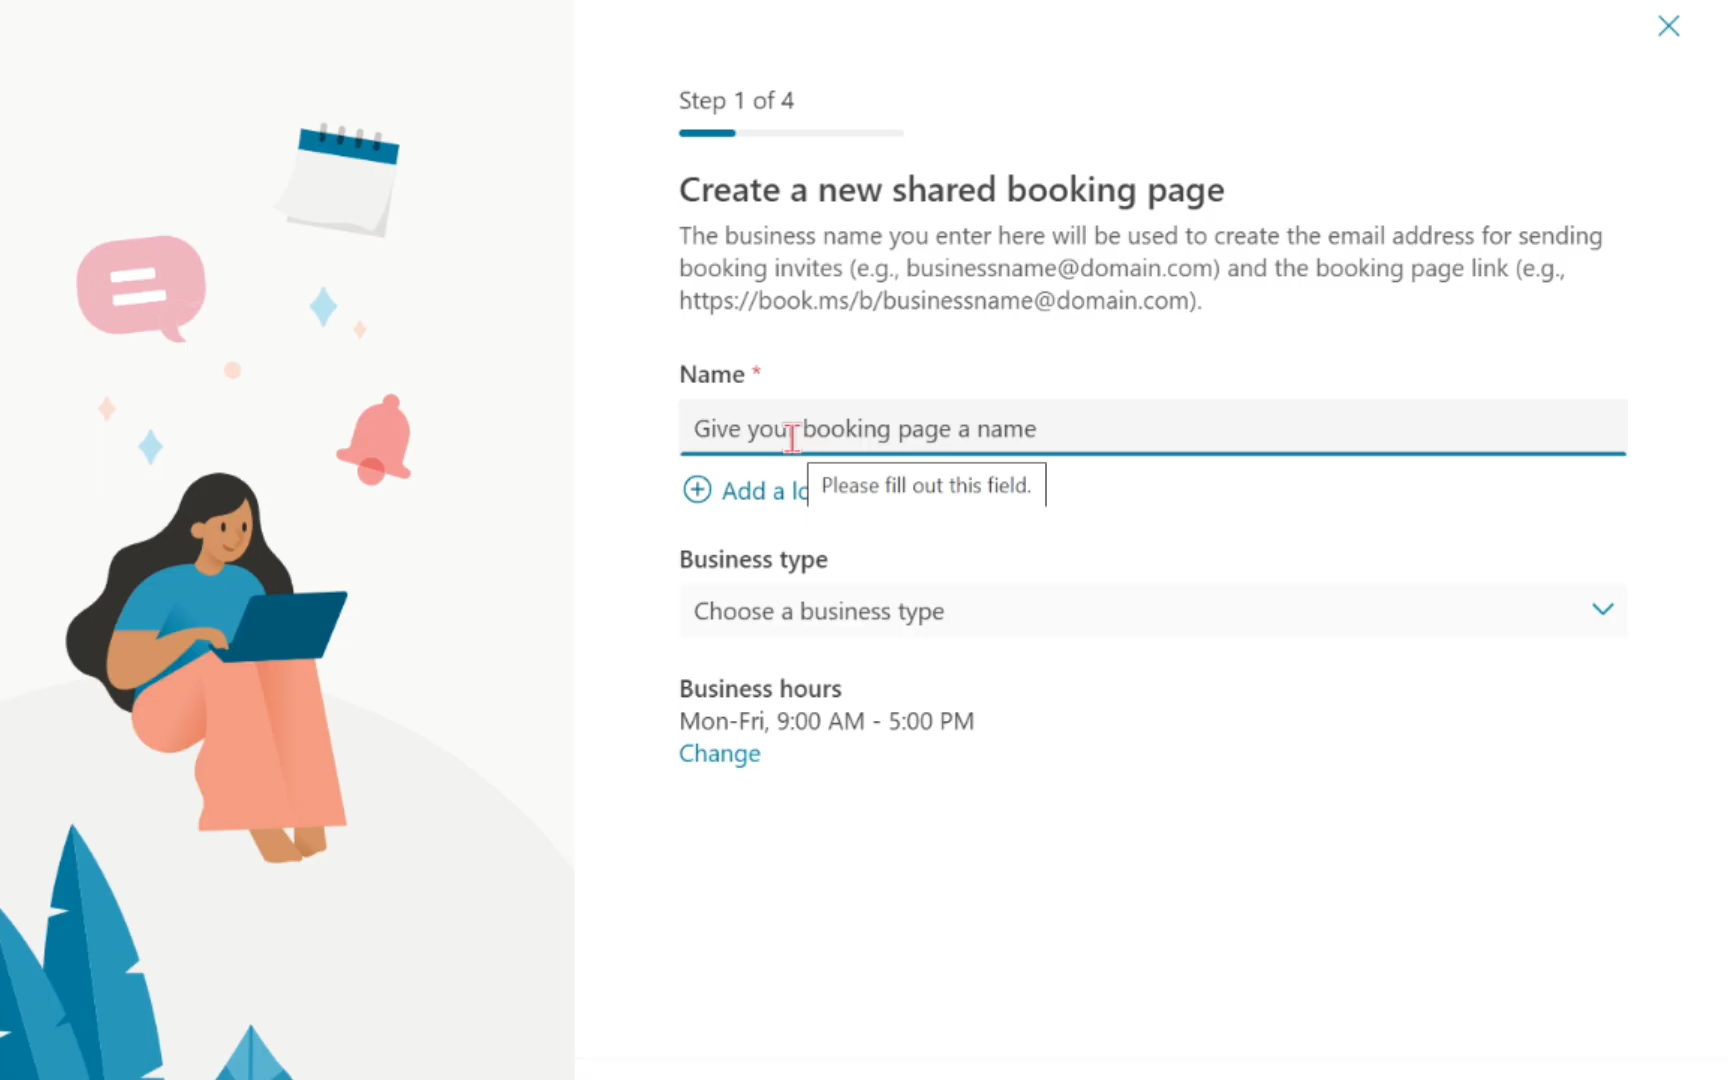 Step 1 of 4
Create a new shared booking page
The business name you enter here will be used to create the email address for sending
booking invites (e.g., businessname@domain.com) and the booking page link (e.g.,
https://book.ms/b/businessname@domain.com).
Name *
Give your booking page a name
Add a lo
Please fill out this field.
Business type
Choose a business type
Business hours
Mon-Fri, 9:00 AM - 5:00 PM
Change